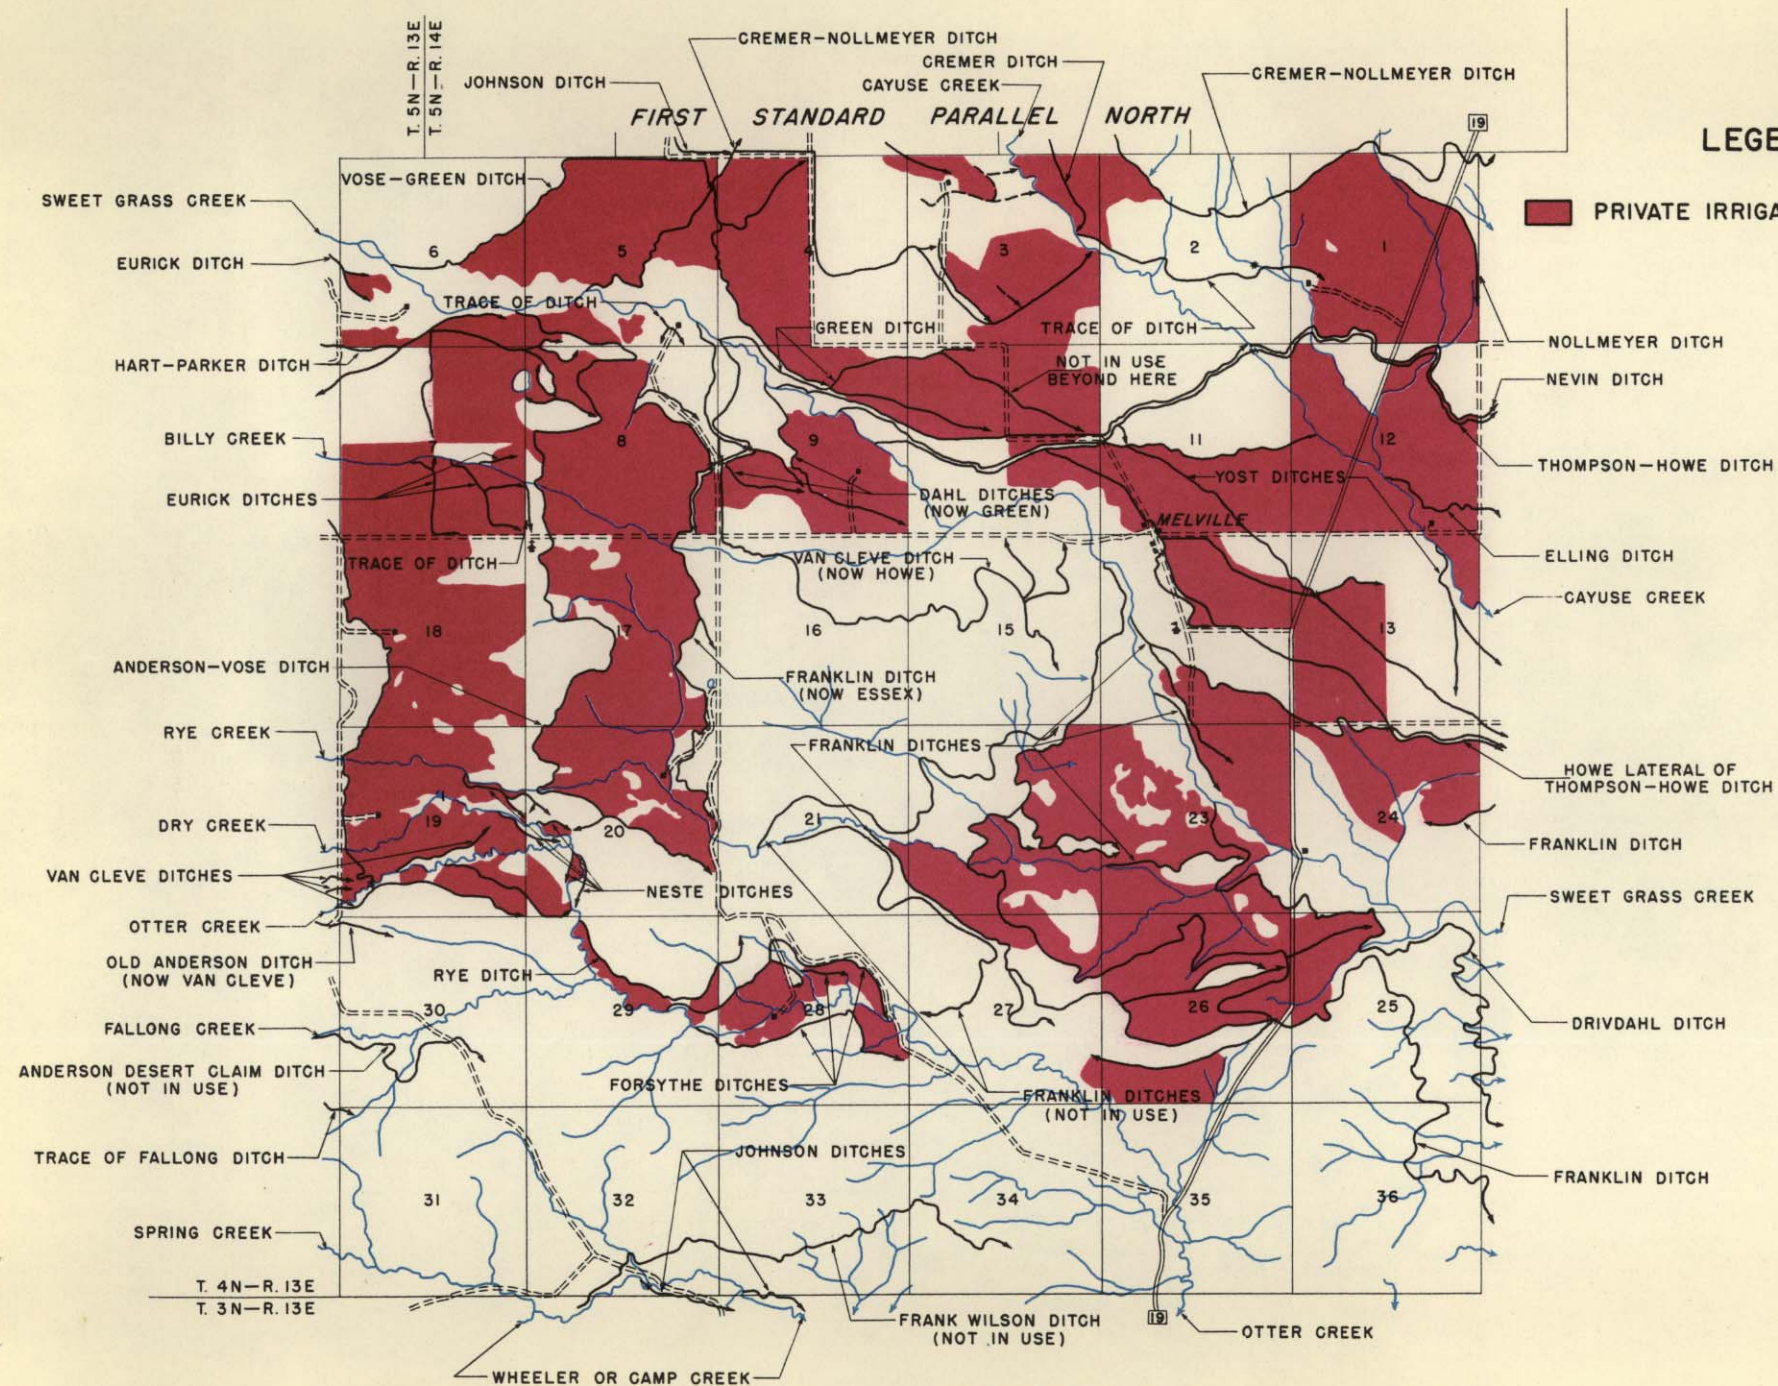 T. 5N—R. 13E
T. 5N—R. 14E
CREMER-NOLLMEYER DITCH
CREMER DITCH
JOHNSON DITCH
CAYUSE CREEK
CREMER-NOLLMEYER DITCH
FIRST STANDARD PARALLEL NORTH
19
LEGE
PRIVATE IRRIGA
VOSE-GREEN DITCH
SWEET GRASS CREEK
6
5
4
3
2
1
EURICK DITCH
TRACE OF DITCH
GREEN DITCH
TRACE OF DITCH
NOLLMEYER DITCH
HART-PARKER DITCH
NOT IN USE
BEYOND HERE
NEVIN DITCH
BILLY CREEK
8
9
11
12
THOMPSON-HOWE DITCH
EURICK DITCHES
DAHL DITCHES
(NOW GREEN)
YOST DITCHES
MELVILLE
TRACE OF DITCH
VAN CLEVE DITCH
(NOW HOWE)
ELLING DITCH
CAYUSE CREEK
18
17
16
15
13
ANDERSON-VOSE DITCH
FRANKLIN DITCH
(NOW ESSEX)
RYE CREEK
FRANKLIN DITCHES
HOWE LATERAL OF
THOMPSON-HOWE DITCH
DRY CREEK
19
20
21
23
24
FRANKLIN DITCH
VAN CLEVE DITCHES
NESTE DITCHES
SWEET GRASS CREEK
OTTER CREEK
OLD ANDERSON DITCH
(NOW VAN CLEVE)
RYE DITCH
30
29
28
27
26
25
FALLONG CREEK
DRIVDAHL DITCH
ANDERSON DESERT CLAIM DITCH
(NOT IN USE)
FORSYTHE DITCHES
FRANKLIN DITCHES
(NOT IN USE)
TRACE OF FALLONG DITCH
JOHNSON DITCHES
FRANKLIN DITCH
31
32
33
34
35
36
SPRING CREEK
T. 4N—R. 13E
T. 3N—R. 13E
FRANK WILSON DITCH
(NOT IN USE)
19
OTTER CREEK
WHEELER OR CAMP CREEK